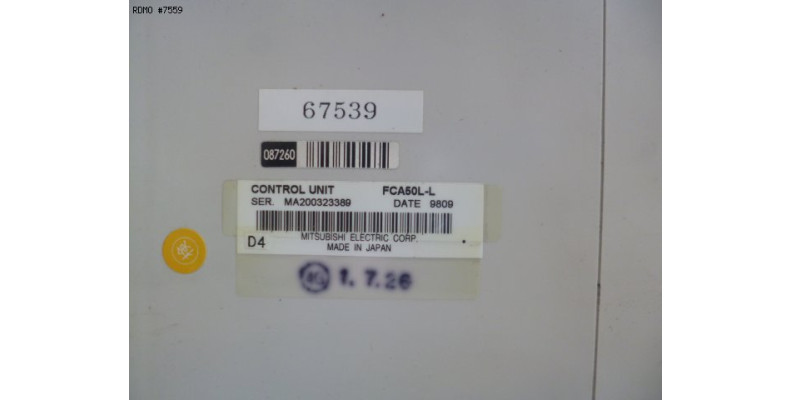 RDMO #7559
67539
087260
CONTROL UNIT FCA50L-L
SER. MA200323389 DATE 9809
D4 MITSUBISHI ELECTRIC CORP.
MADE IN JAPAN
1. 7.26